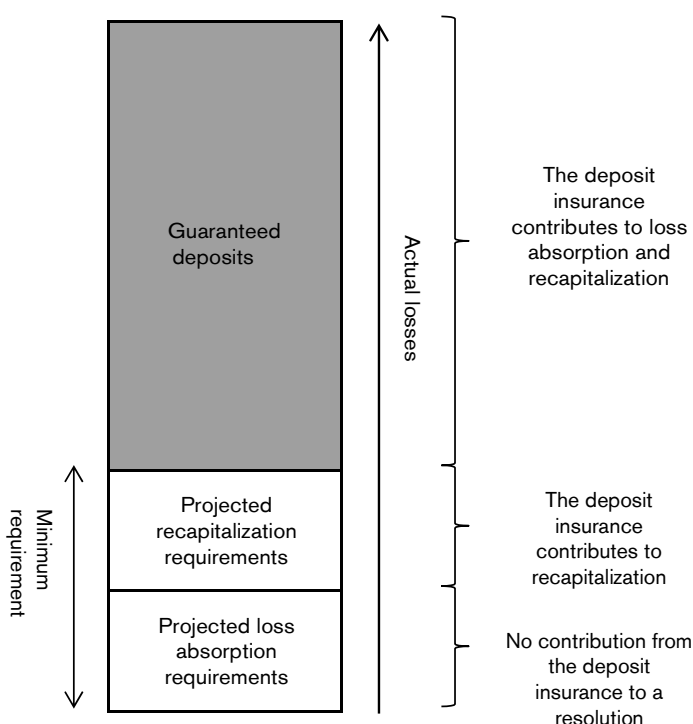 Guaranteed
deposits
Projected
recapitalization
requirements
Projected loss
absorption
requirements
Minimum
requirement
Actual losses
The deposit
insurance
contributes to loss
absorption and
recapitalization
The deposit
insurance
contributes to
recapitalization
No contribution from
the deposit
insurance to a
resolution